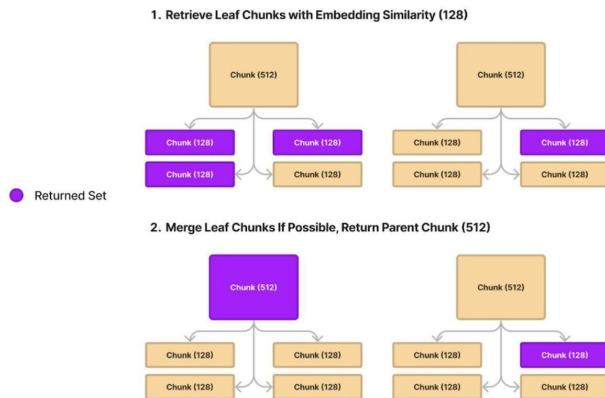 1. Retrieve Leaf Chunks with Embedding Similarity (128)
Chunk (512)
Chunk (512)
Chunk (128)
Chunk (128)
Chunk (128)
Chunk (128)
Chunk (128)
Chunk (128)
Chunk (128)
Chunk (128)
Returned Set
2. Merge Leaf Chunks If Possible, Return Parent Chunk (512)
Chunk (512)
Chunk (512)
Chunk (128)
Chunk (128)
Chunk (128)
Chunk (128)
Chunk (128)
Chunk (128)
Chunk (128)
Chunk (128)